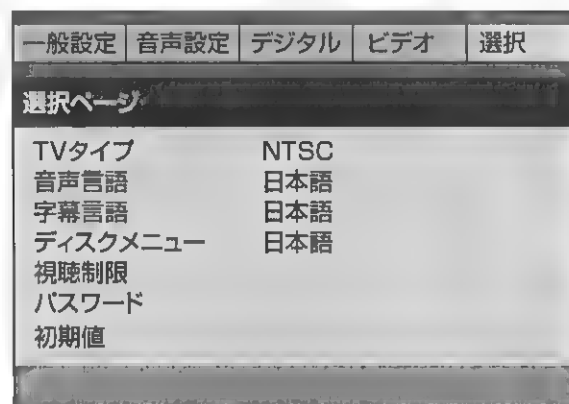 一般設定 音声設定 デジタル ビデオ 選択
選択ページ
TVタイプ NTSC
音声言語 日本語
字幕言語 日本語
ディスクメニュー 日本語
視聴制限
パスワード
初期値